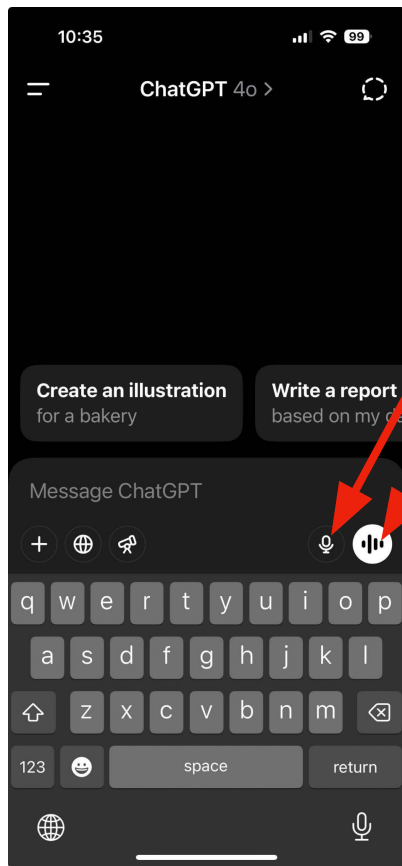 10:35 99
ChatGPT 4o >
Create an illustration
for a bakery
Write a report
based on my
Message ChatGPT
q w e r t y u i o p
a s d f g h j k l
z x c v b n m
123 space return